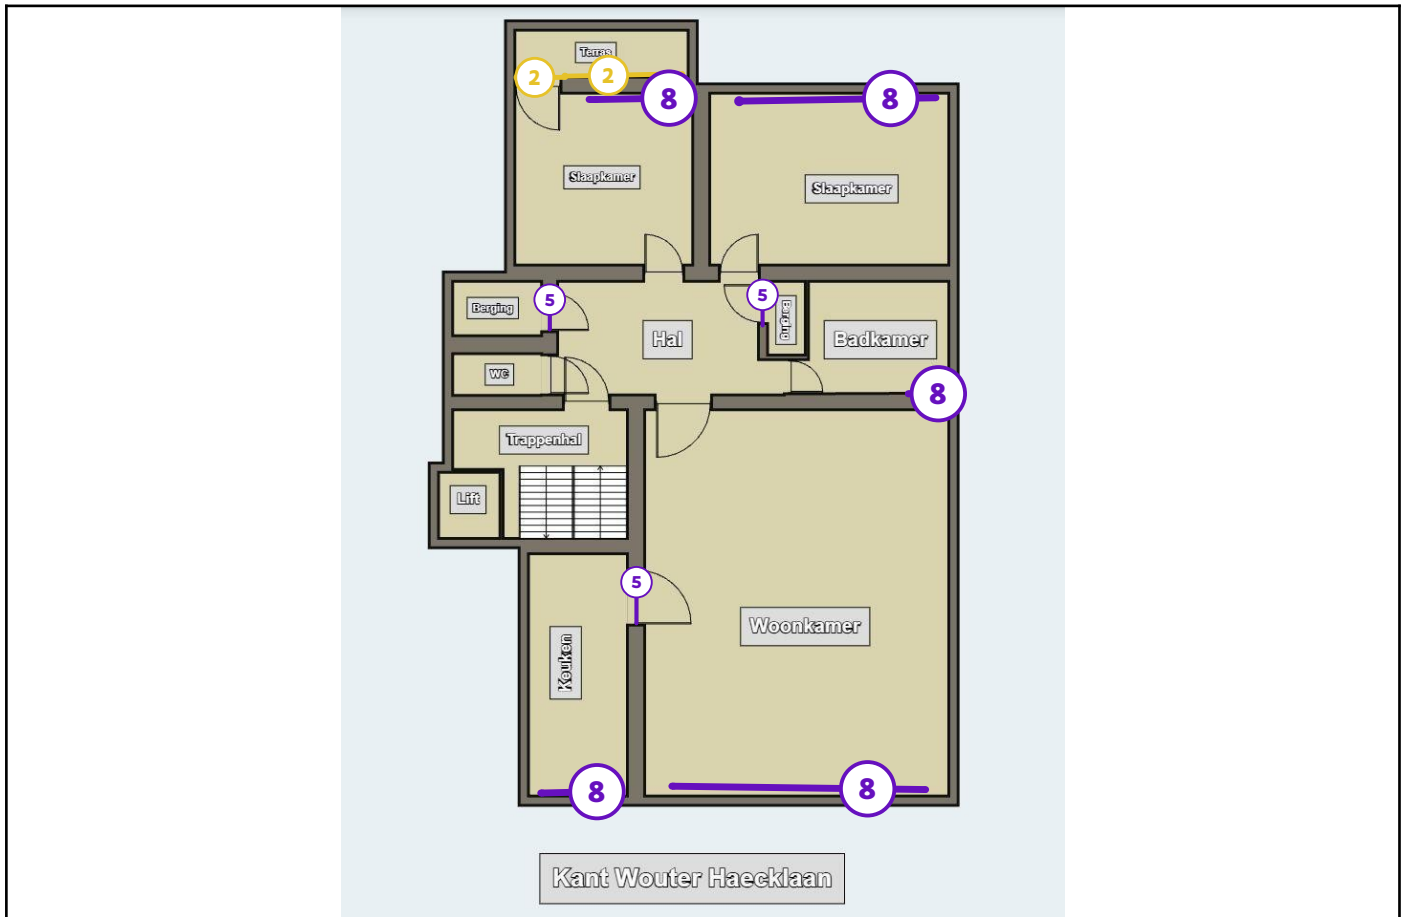 Terras
2
2
8
8
Slaapkamer
Slaapkamer
5
5
Berging
Berging
Hal
Badkamer
WC
8
Trappenhal
Lift
5
Woonkamer
Keuken
8
8
Kant Wouter Haecklaan